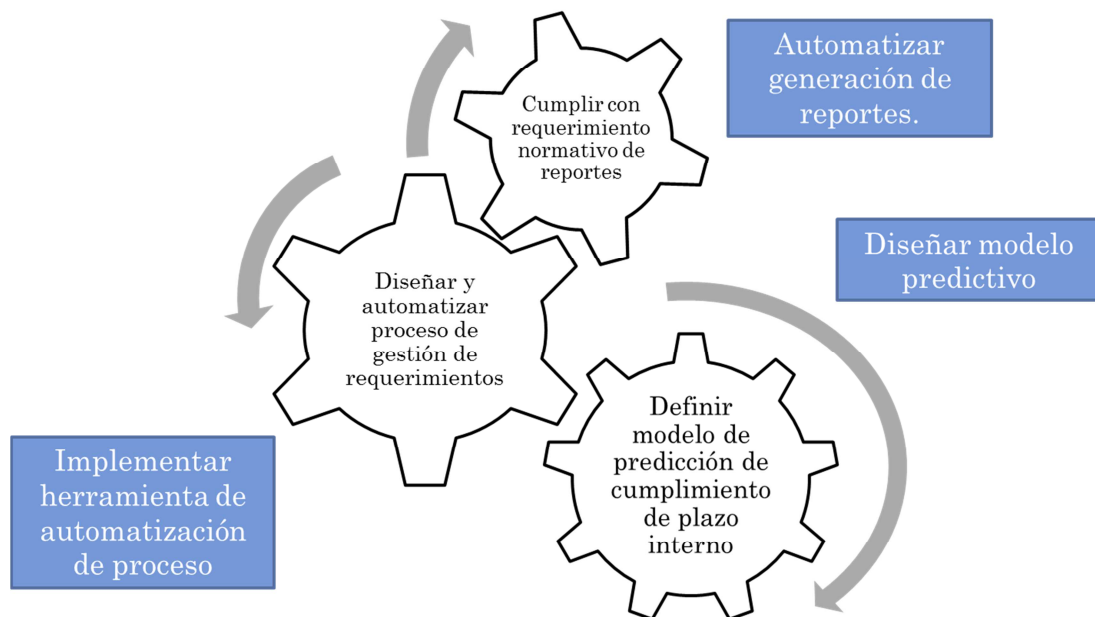 Automatizar
generación de
reportes.
Cumplir con
requerimiento
normativo de
reportes
Diseñar modelo
predictivo
Diseñar y
automatizar
proceso de
gestión de
requerimientos
Definir
modelo de
predicción de
cumplimiento
de plazo
interno
Implementar
herramienta de
automatización
de proceso